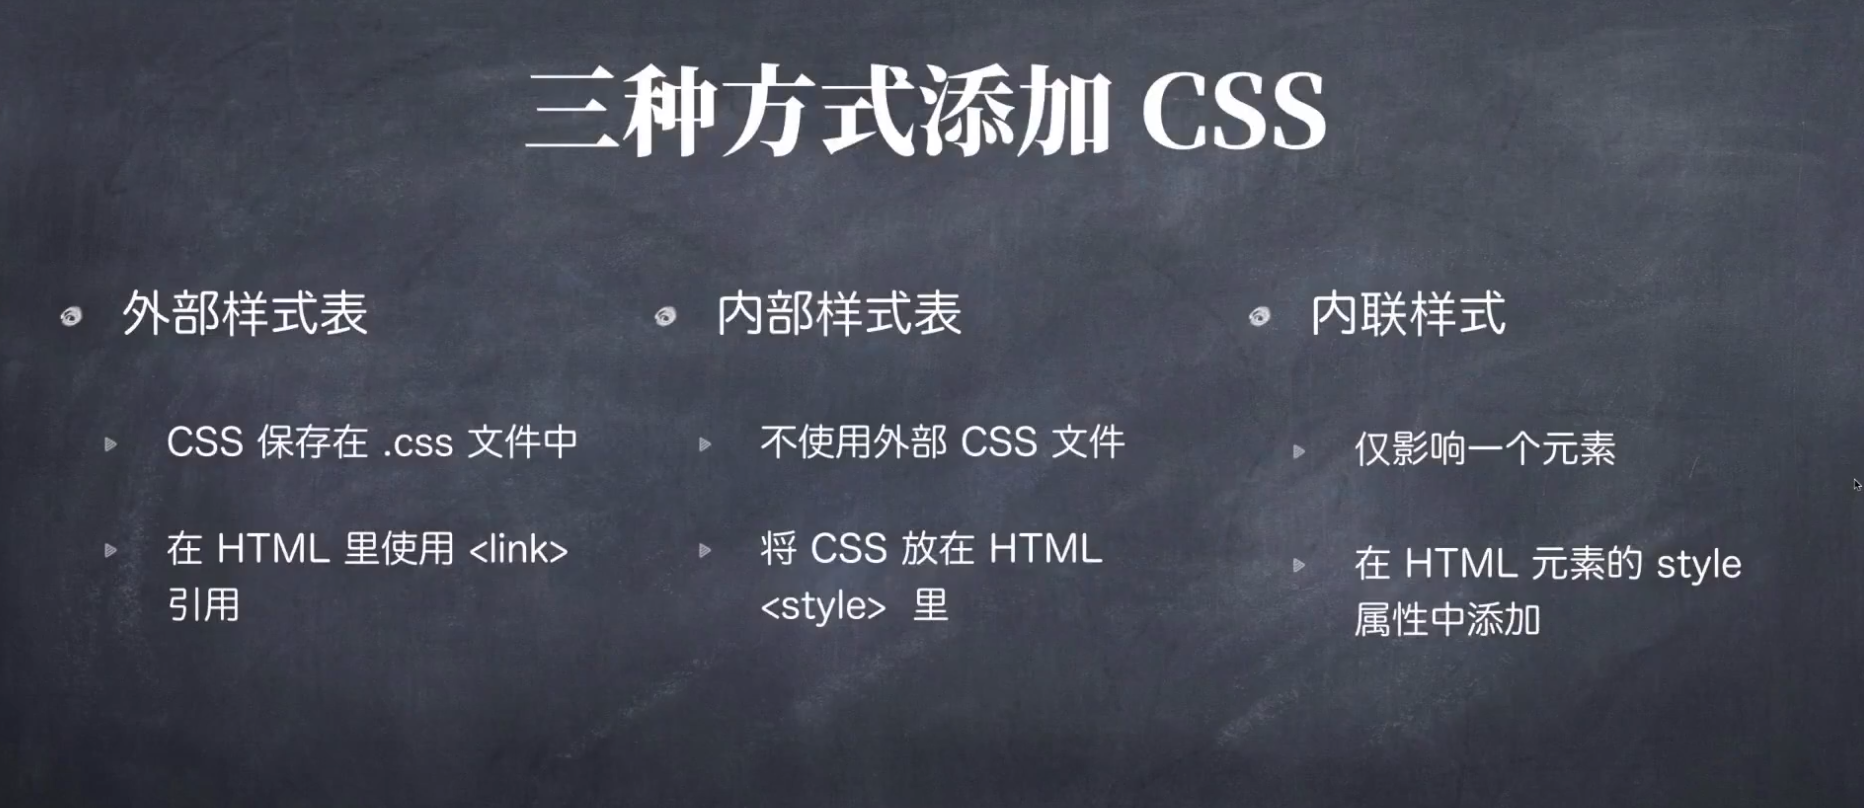 三种方式添加 CSS
外部样式表
CSS 保存在 .css 文件中
在 HTML 里使用 <link>
引用
内部样式表
不使用外部 CSS 文件
将 CSS 放在 HTML
<style> 里
内联样式
仅影响一个元素
在 HTML 元素的 style
属性中添加